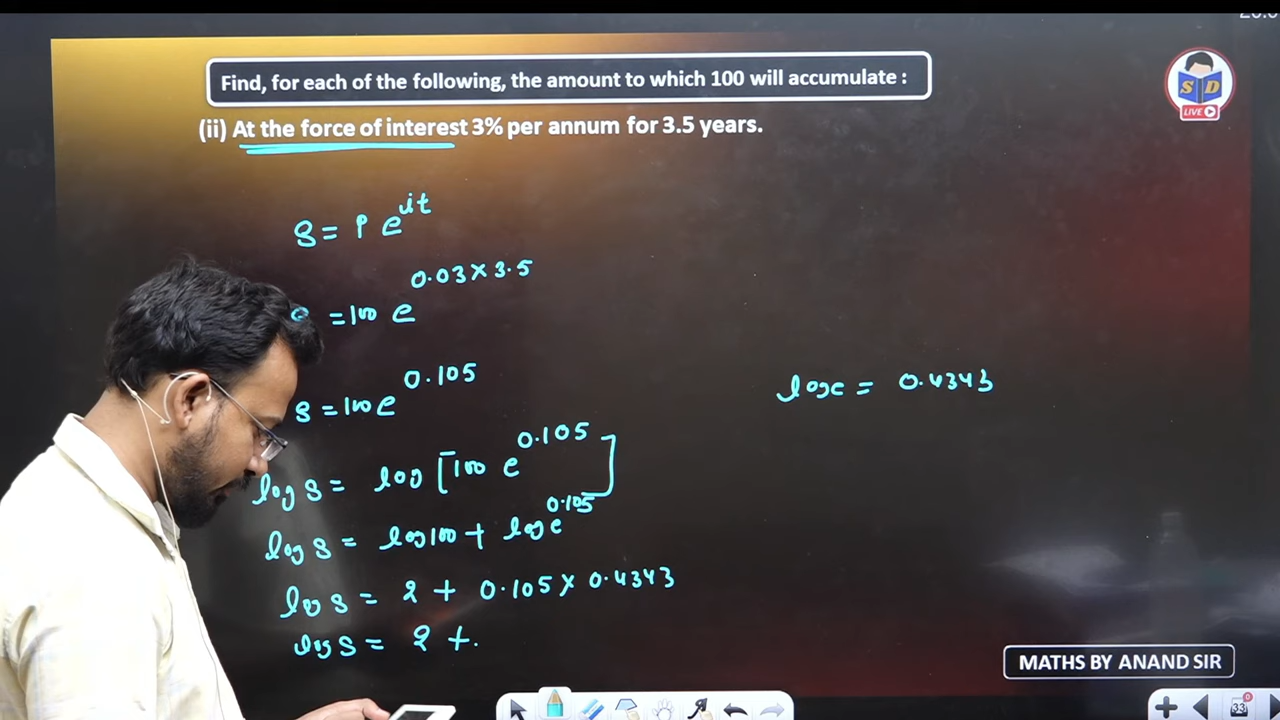 Find, for each of the following, the amount to which 100 will accumulate :
(ii) At the force of interest 3% per annum for 3.5 years.
S D
LIVE
S = P e^it
= 100 e^0.03 × 3.5
S = 100 e^0.105
log e = 0.4343
log S = log [100 e^0.105]
log S = log 100 + log e^0.105
log S = 2 + 0.105 × 0.4343
log S = 2 + .
MATHS BY ANAND SIR
33
0